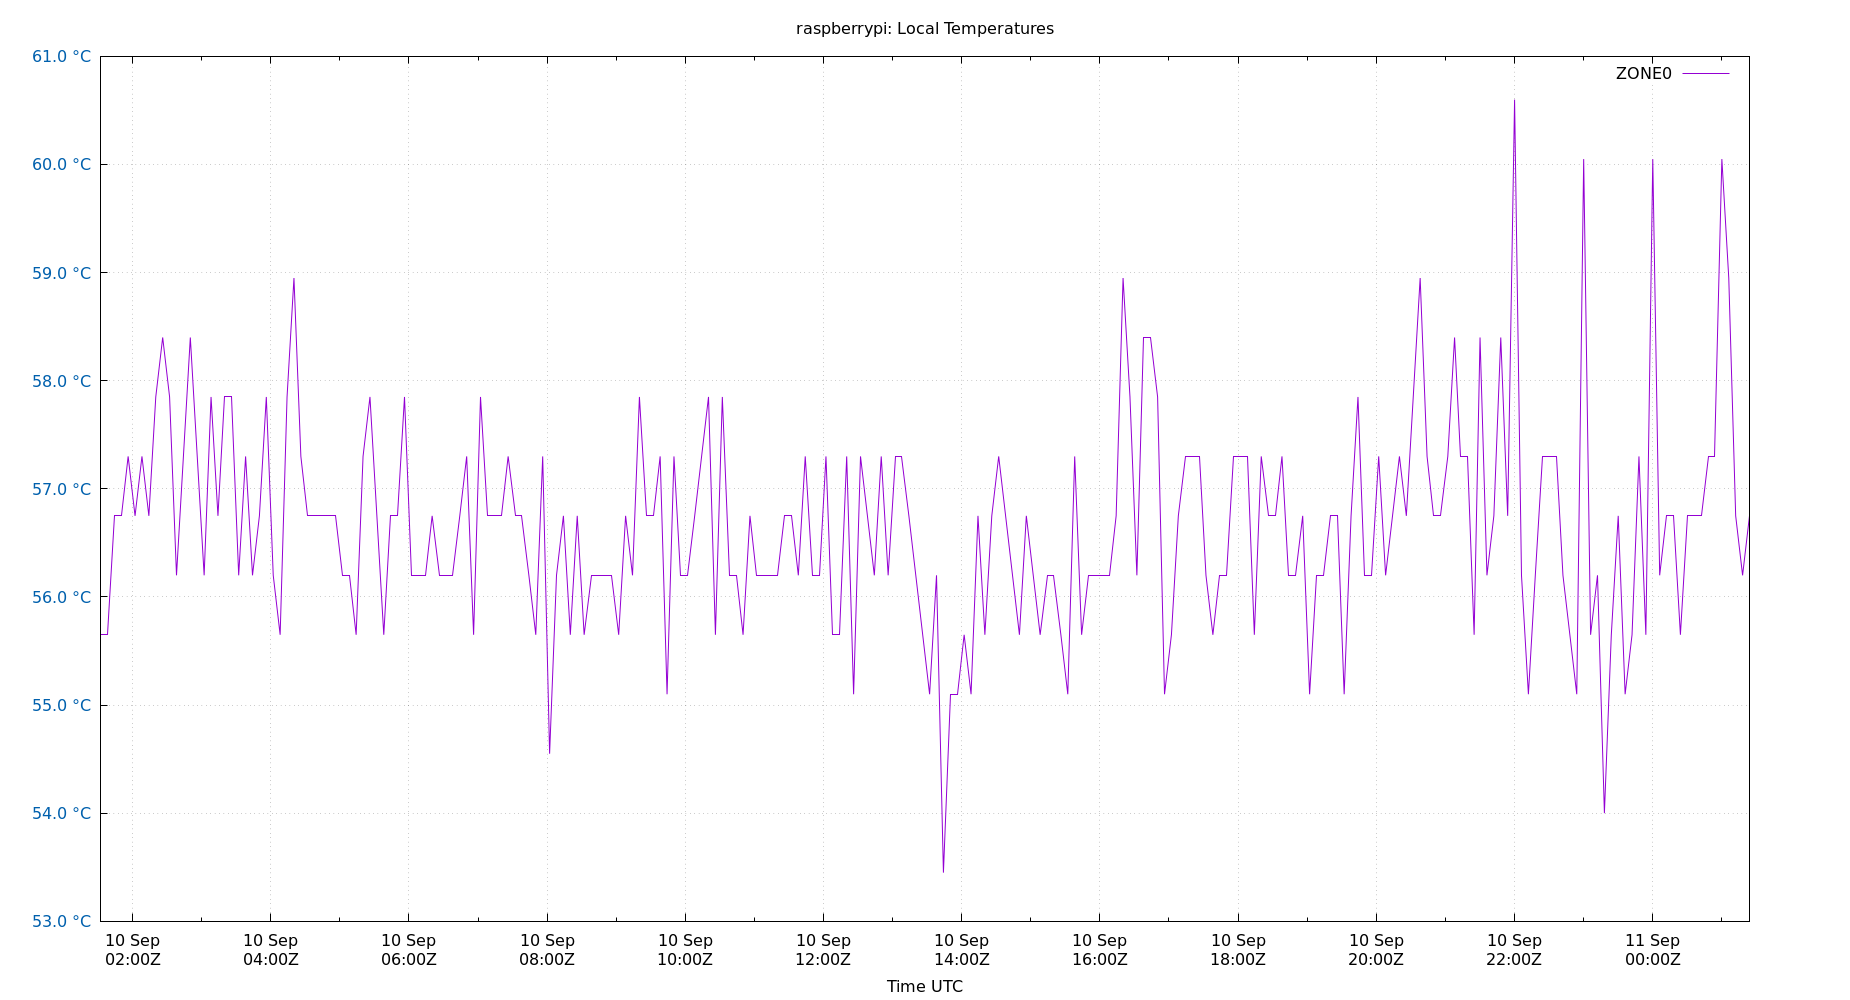 raspberrypi: Local Temperatures
61.0 °C
ZONE0
60.0 °C
59.0 °C
58.0 °C
57.0 °C
56.0 °C
55.0 °C
54.0 °C
53.0 °C
10 Sep 10 Sep 10 Sep 10 Sep 10 Sep 10 Sep 10 Sep 10 Sep 10 Sep 10 Sep 10 Sep 11 Sep
02:00Z 04:00Z 06:00Z 08:00Z 10:00Z 12:00Z 14:00Z 16:00Z 18:00Z 20:00Z 22:00Z 00:00Z
Time UTC